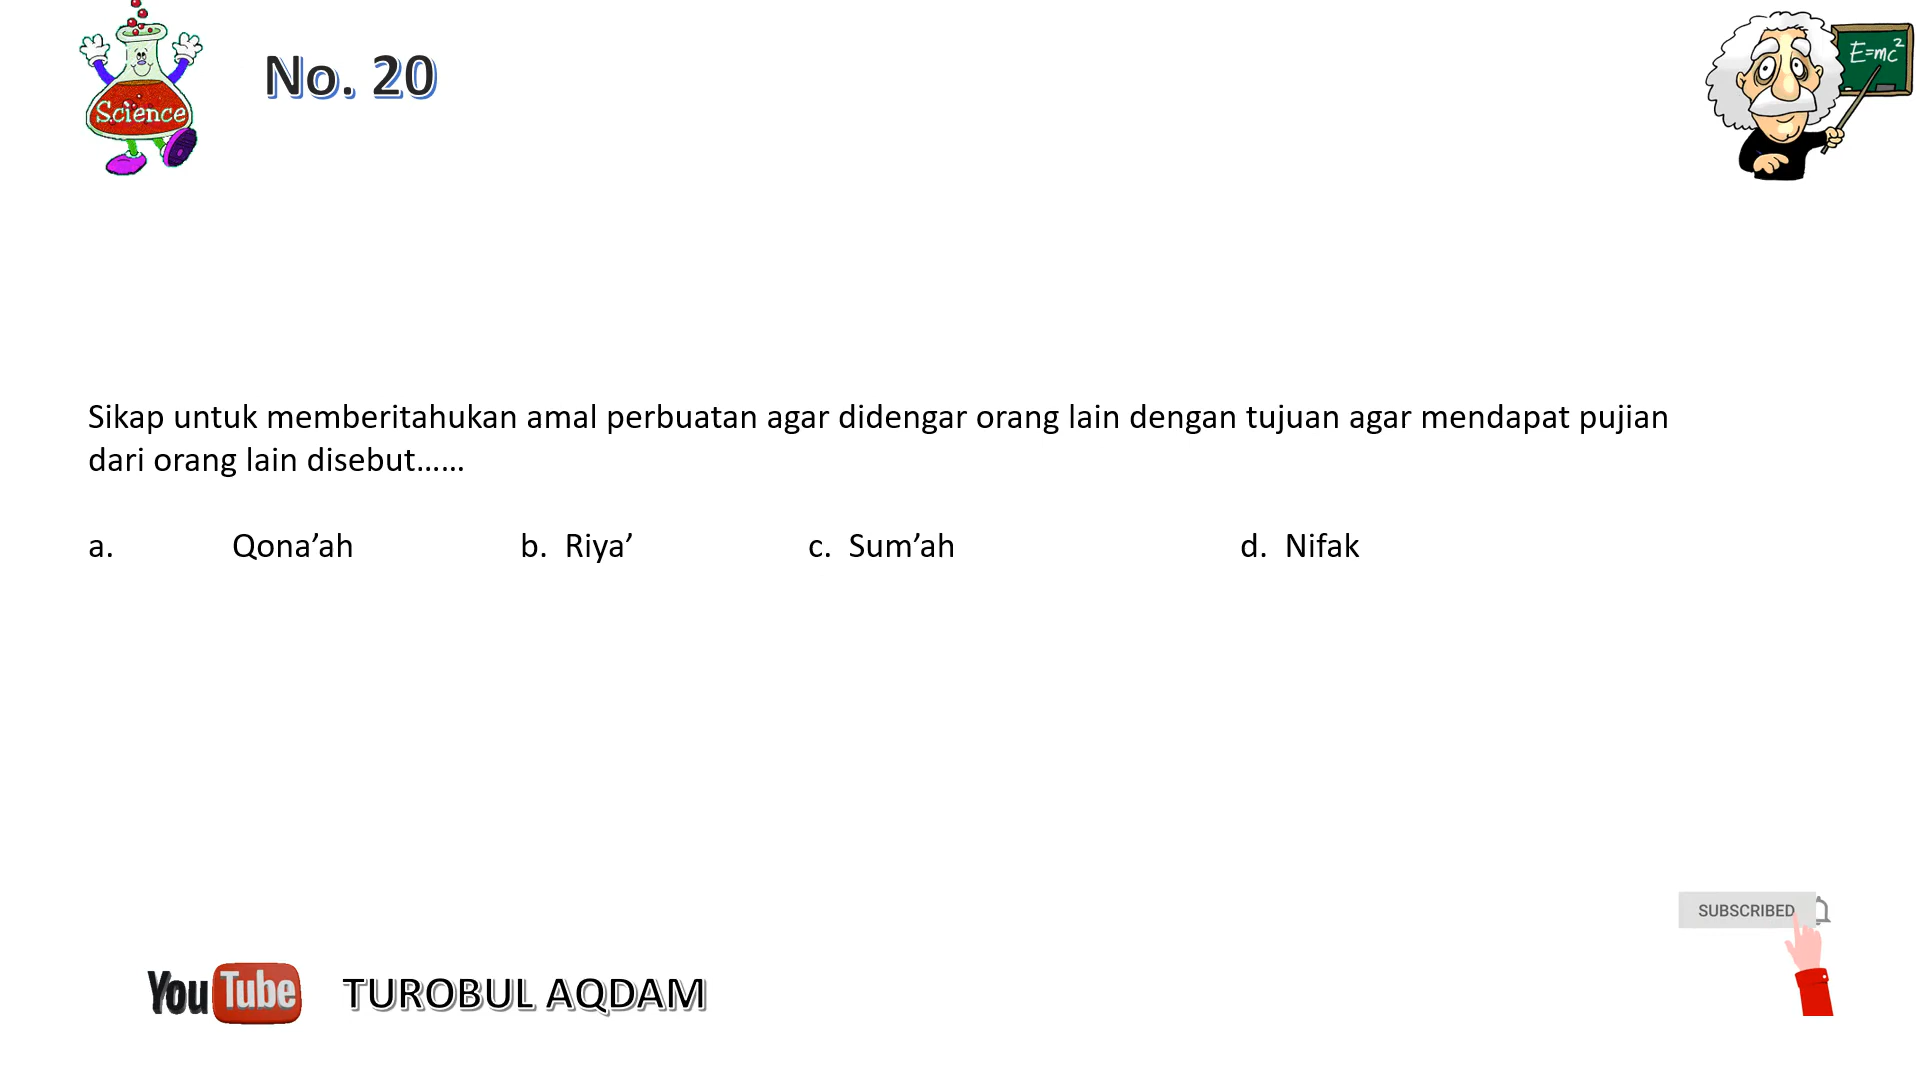 Science
No. 20
E=mc²
Sikap untuk memberitahukan amal perbuatan agar didengar orang lain dengan tujuan agar mendapat pujian
dari orang lain disebut......
a. Qona’ah b. Riya’ c. Sum’ah d. Nifak
SUBSCRIBED
YouTube TUROBUL AQDAM